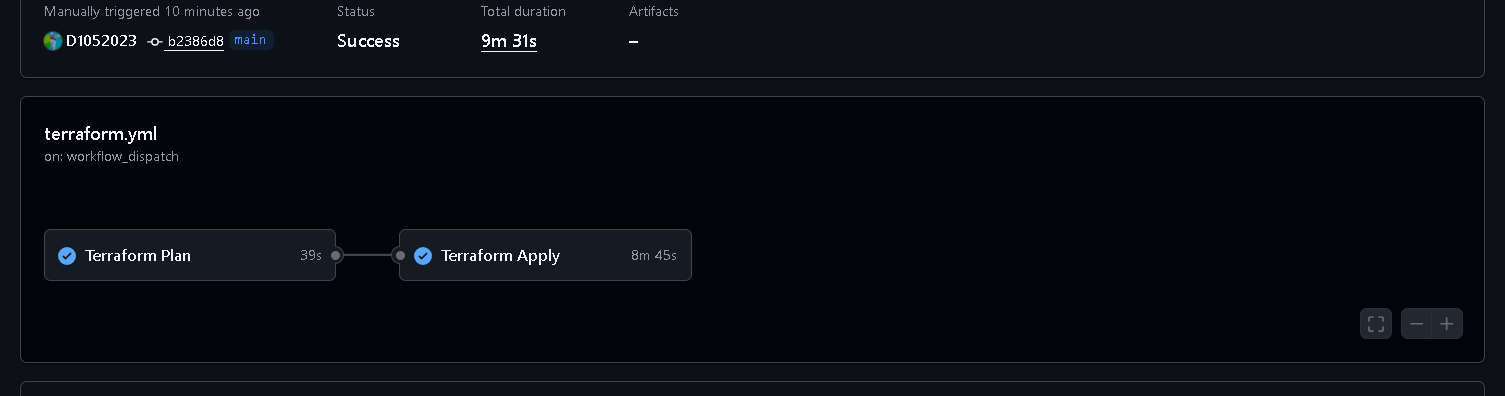 Manually triggered 10 minutes ago
D1052023 b2386d8 main
Status
Success
Total duration
9m 31s
Artifacts
–
terraform.yml
on: workflow_dispatch
Terraform Plan 39s
Terraform Apply 8m 45s